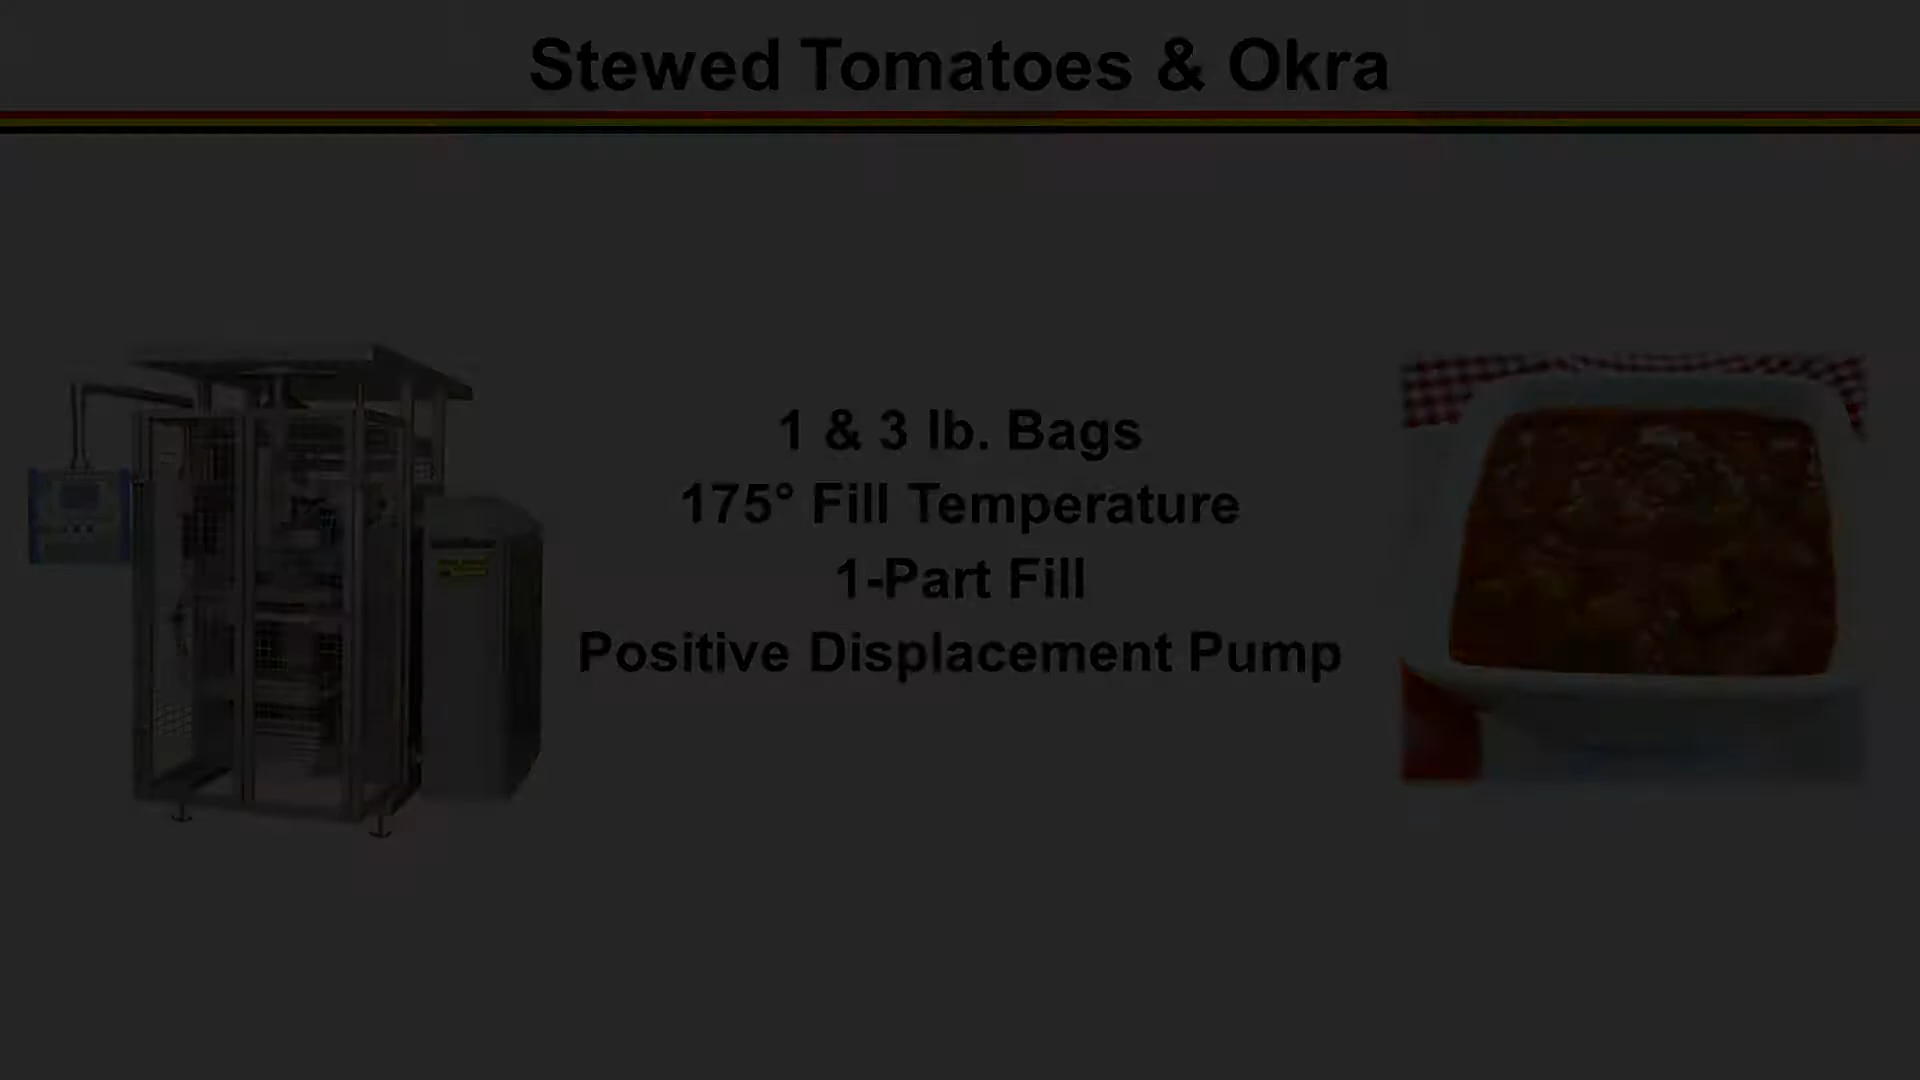 Stewed Tomatoes & Okra
1 & 3 lb. Bags
175° Fill Temperature
1-Part Fill
Positive Displacement Pump